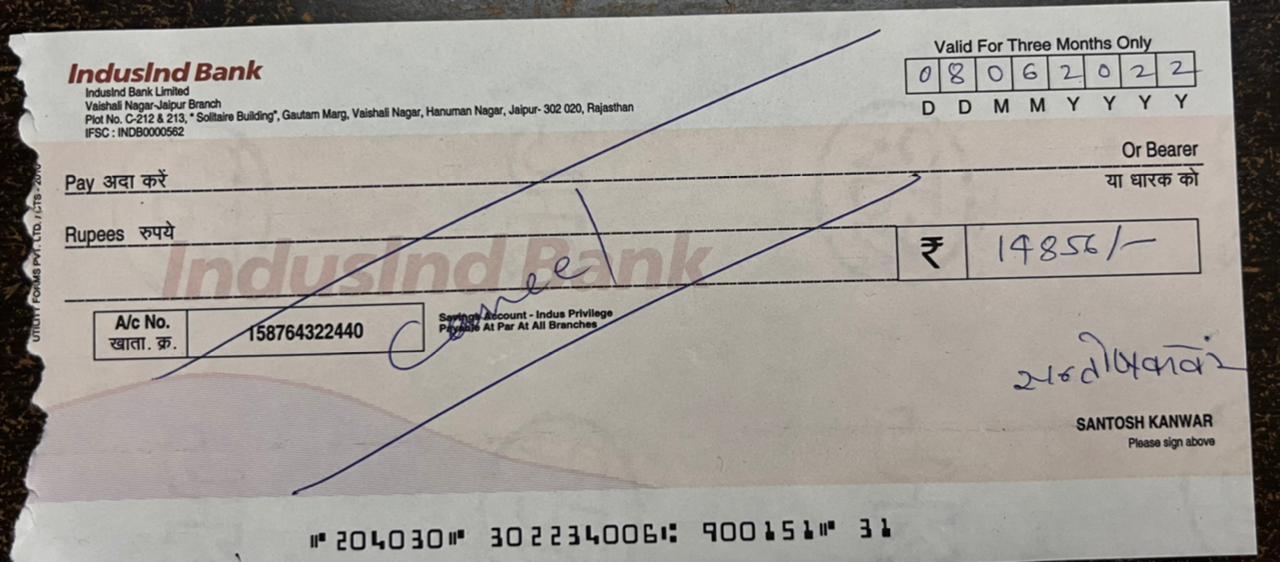 IndusInd Bank
IndusInd Bank Limited
Vaishali Nagar-Jaipur Branch
Plot No. C-212 & 213, " Solitaire Building", Gautam Marg, Vaishali Nagar, Hanuman Nagar, Jaipur- 302 020, Rajasthan
IFSC : INDB0000562
Valid For Three Months Only
0 8 0 6 2 0 2 2
D D M M Y Y Y Y
Pay अदा करें
Or Bearer
या धारक को
Rupees रुपये
IndusInd Bank
₹ 14856/-
A/c No.
खाता. क्र.
158764322440
Savings Account - Indus Privilege
Payable At Par At All Branches
SANTOSH KANWAR
Please sign above
UTILITY FORMS PVT. LTD. / CTS - 2010
⑈204030⑈ 302234006⑆ 900151⑈ 31